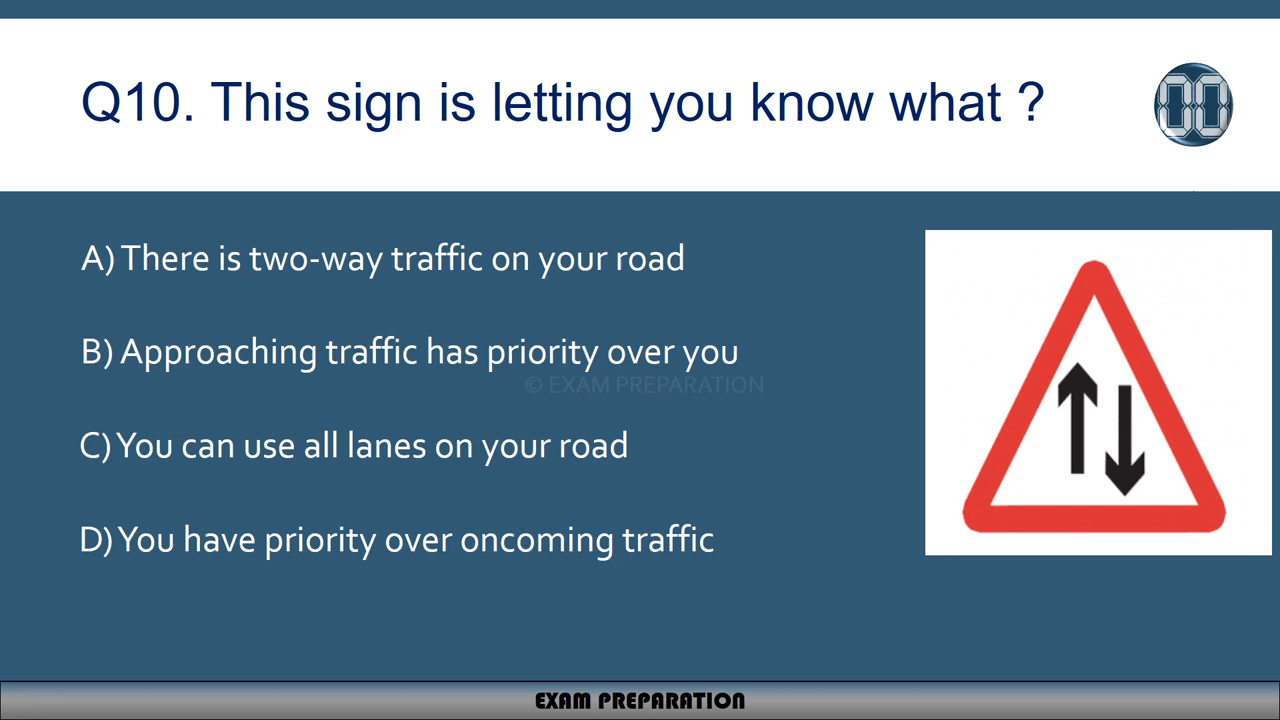 Q10. This sign is letting you know what ?
00
A) There is two-way traffic on your road
B) Approaching traffic has priority over you
© EXAM PREPARATION
C) You can use all lanes on your road
D) You have priority over oncoming traffic
EXAM PREPARATION